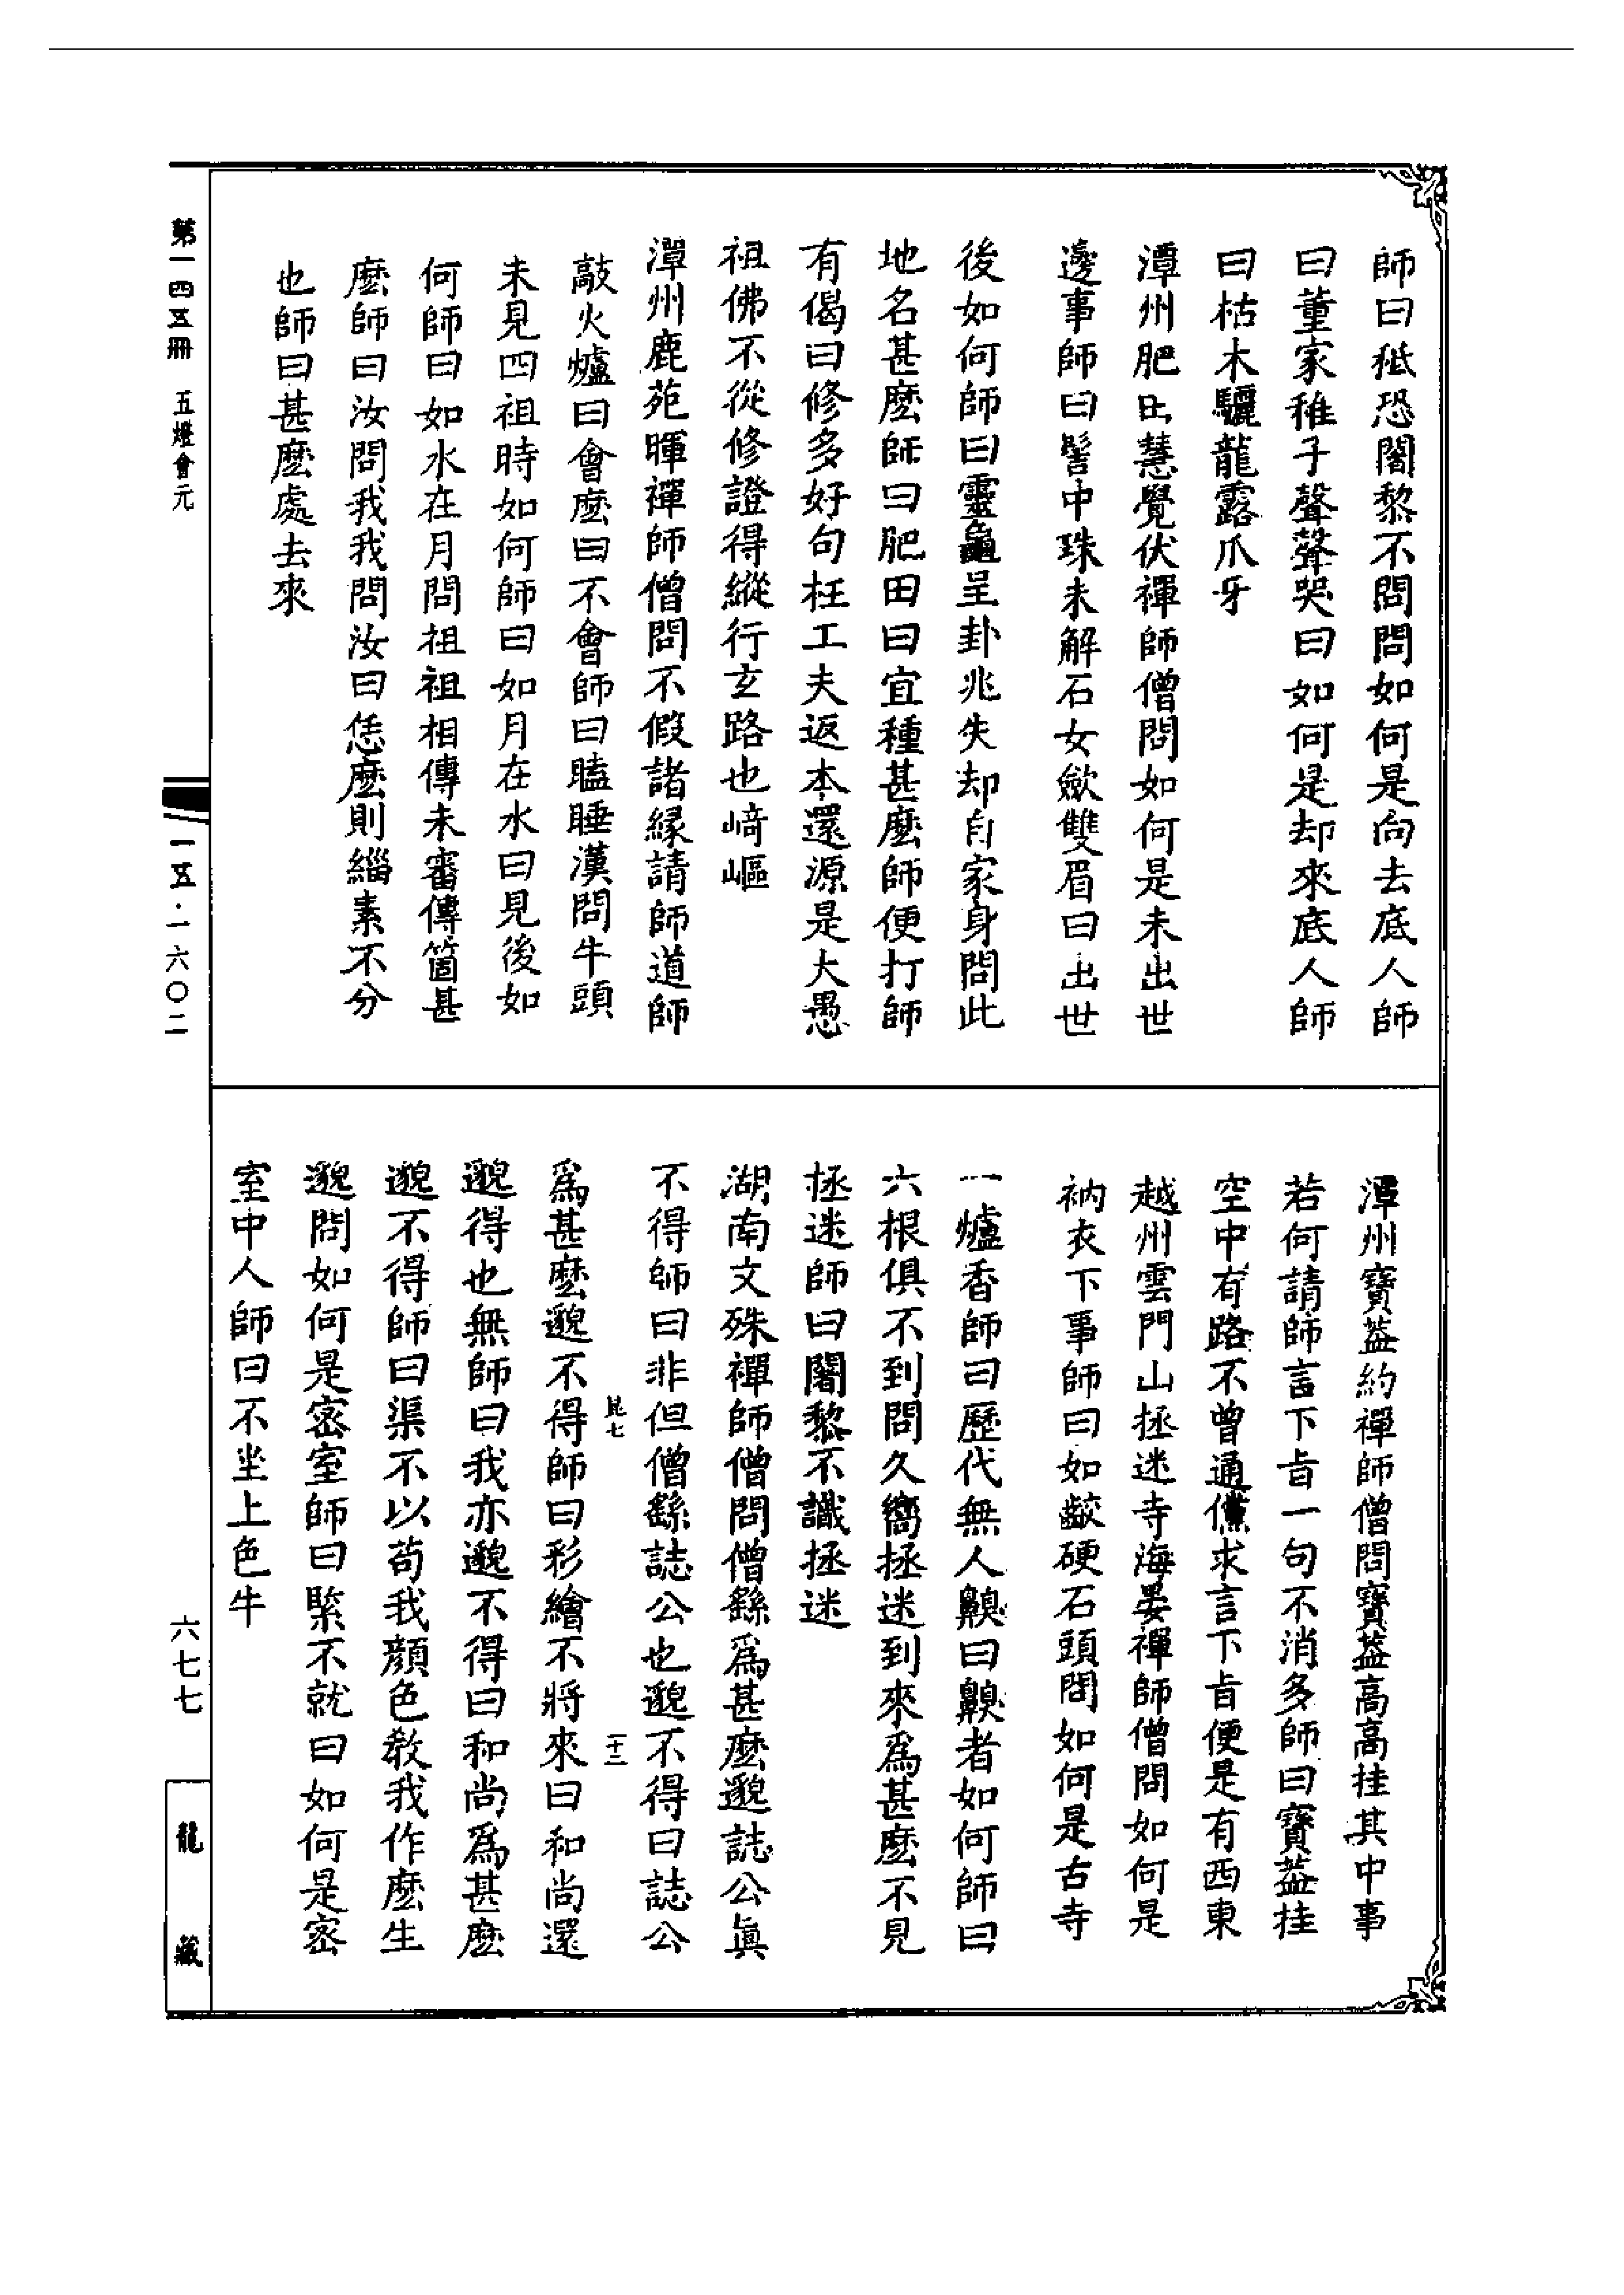 師曰秪恐闍黎不問問如何是向去底人師
曰董家稚子聲聲哭曰如何是却來底人師
曰枯木驪龍露爪牙
潭州肥田慧覺伏禪師僧問如何是未出世
邊事師曰髻中珠未解石女歛雙眉曰出世
後如何師曰靈龜呈卦兆失却自家身問此
地名甚麽師曰肥田曰宜種甚麽師便打師
有偈曰修多好句枉工夫返本還源是大愚
祖佛不從修證得縱行玄路也崎嶇
潭州鹿苑暉禪師僧問不假諸緣請師道師
敲火爐曰會麽曰不會師曰瞌睡漢問牛頭
未見四祖時如何師曰如月在水曰見後如
何師曰如水在月問祖祖相傳未審傳箇甚
麽師曰汝問我我問汝曰恁麽則緇素不分
也師曰甚麽處去來
潭州寶葢約禪師僧問寶葢高高挂其中事
若何請師言下旨一句不消多師曰寶葢挂
空中有路不曾通儻求言下旨便是有西東
越州雲門山拯迷寺海晏禪師僧問如何是
衲衣下事師曰如齩硬石頭問如何是古寺
一爐香師曰歷代無人齅曰齅者如何師曰
六根俱不到問久嚮拯迷到來爲甚麽不見
拯迷師曰闍黎不識拯迷
湖南文殊禪師僧問僧繇爲甚麽邈誌公眞
不得師曰非但僧繇誌公也邈不得曰誌公
昆七
十二
爲甚麽邈不得師曰彩繪不將來曰和尚還
邈得也無師曰我亦邈不得曰和尚爲甚麽
邈不得師曰渠不以苟我顏色敎我作麽生
邈問如何是密室師曰緊不就曰如何是密
室中人師曰不坐上色牛
第一四五冊 五燈會元
一五·一六〇二
六七七
龍藏